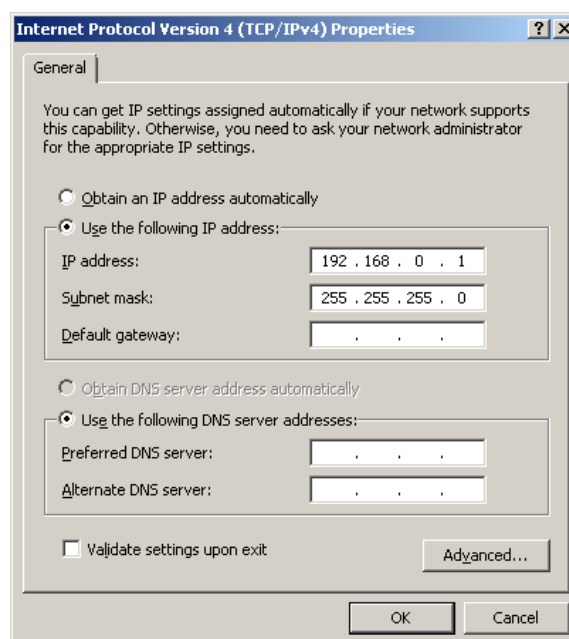 Internet Protocol Version 4 (TCP/IPv4) Properties
General
You can get IP settings assigned automatically if your network supports
this capability. Otherwise, you need to ask your network administrator
for the appropriate IP settings.
Obtain an IP address automatically
Use the following IP address:
IP address: 192 . 168 . 0 . 1
Subnet mask: 255 . 255 . 255 . 0
Default gateway: . . .
Obtain DNS server address automatically
Use the following DNS server addresses:
Preferred DNS server: . . .
Alternate DNS server: . . .
Validate settings upon exit
Advanced...
OK Cancel